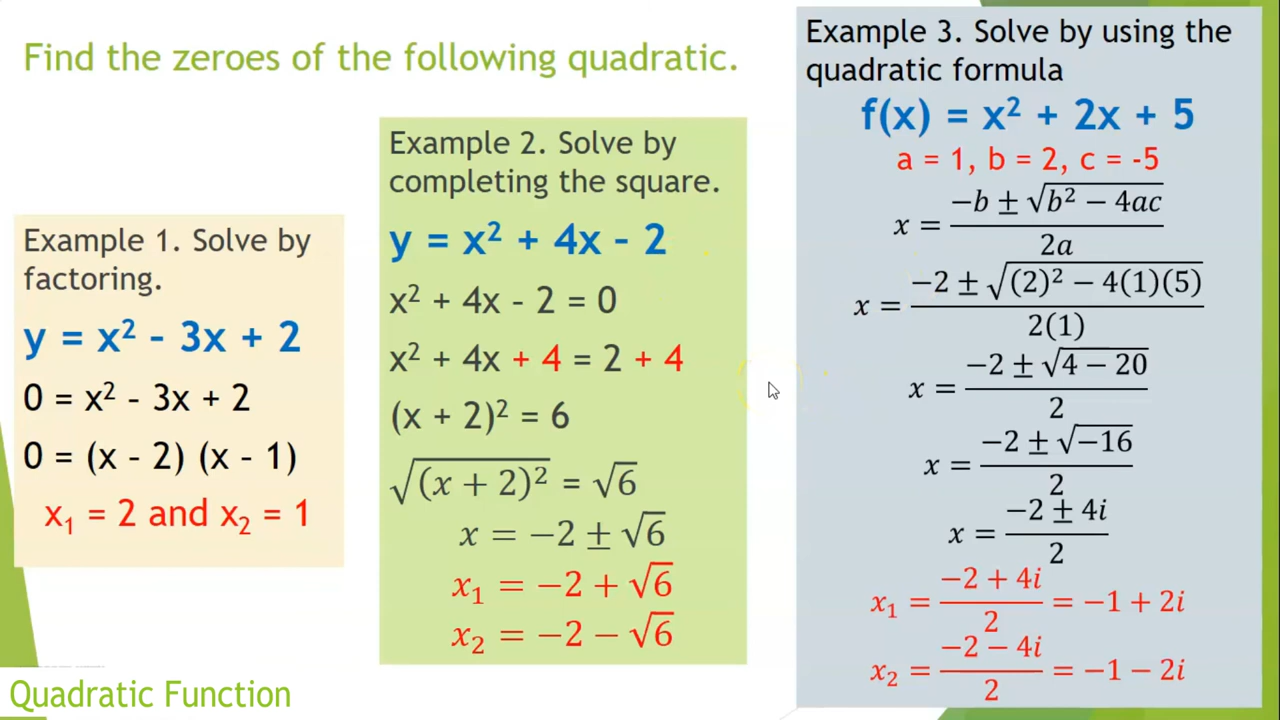 Find the zeroes of the following quadratic.
Example 1. Solve by
factoring.
y = x² - 3x + 2
0 = x² - 3x + 2
0 = (x - 2) (x - 1)
x₁ = 2 and x₂ = 1
Example 2. Solve by
completing the square.
y = x² + 4x - 2
x² + 4x - 2 = 0
x² + 4x + 4 = 2 + 4
(x + 2)² = 6
√((x + 2)²) = √6
x = −2 ± √6
x₁ = −2 + √6
x₂ = −2 − √6
Example 3. Solve by using the
quadratic formula
f(x) = x² + 2x + 5
a = 1, b = 2, c = -5
x = (−b ± √(b² − 4ac)) / 2a
x = (−2 ± √((2)² − 4(1)(5))) / 2(1)
x = (−2 ± √(4 − 20)) / 2
x = (−2 ± √(−16)) / 2
x = (−2 ± 4i) / 2
x₁ = (−2 + 4i) / 2 = −1 + 2i
x₂ = (−2 − 4i) / 2 = −1 − 2i
Quadratic Function